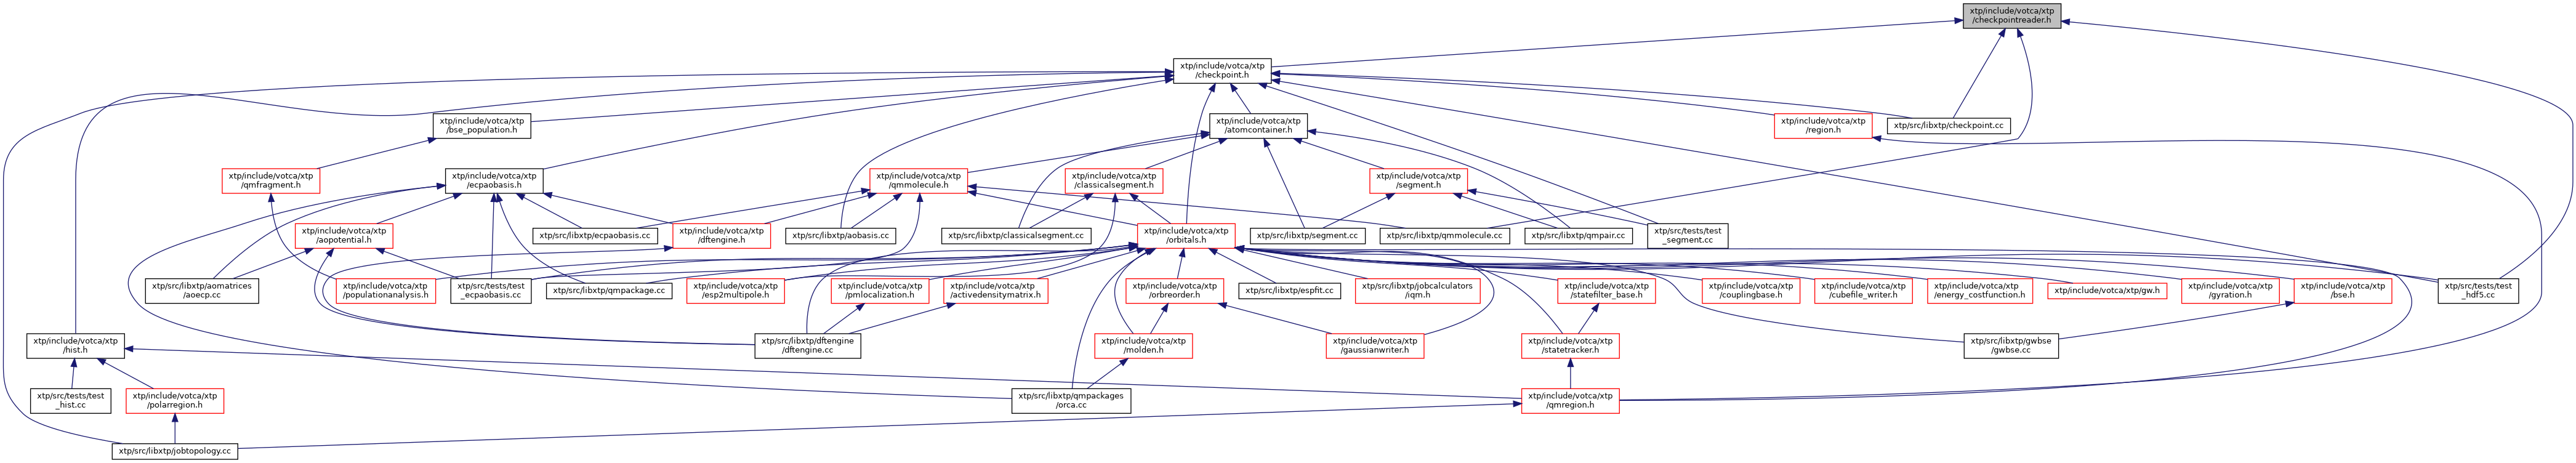 xtp/include/votca/xtp
/checkpointreader.h
xtp/include/votca/xtp
/checkpoint.h
xtp/include/votca/xtp
/bse_population.h
xtp/include/votca/xtp
/atomcontainer.h
xtp/include/votca/xtp
/region.h
xtp/src/libxtp/checkpoint.cc
xtp/include/votca/xtp
/qmfragment.h
xtp/include/votca/xtp
/ecpaobasis.h
xtp/include/votca/xtp
/qmmolecule.h
xtp/include/votca/xtp
/classicalsegment.h
xtp/include/votca/xtp
/segment.h
xtp/include/votca/xtp
/aopotential.h
xtp/src/libxtp/ecpaobasis.cc
xtp/include/votca/xtp
/dftengine.h
xtp/src/libxtp/aobasis.cc
xtp/src/libxtp/classicalsegment.cc
xtp/include/votca/xtp
/orbitals.h
xtp/src/libxtp/segment.cc
xtp/src/libxtp/qmmolecule.cc
xtp/src/libxtp/qmpair.cc
xtp/src/tests/test
_segment.cc
xtp/src/libxtp/aomatrices
/aoecp.cc
xtp/include/votca/xtp
/populationanalysis.h
xtp/src/tests/test
_ecpaobasis.cc
xtp/src/libxtp/qmpackage.cc
xtp/include/votca/xtp
/esp2multipole.h
xtp/include/votca/xtp
/pmlocalization.h
xtp/include/votca/xtp
/activedensitymatrix.h
xtp/include/votca/xtp
/orbreorder.h
xtp/src/libxtp/espfit.cc
xtp/src/libxtp/jobcalculators
/iqm.h
xtp/include/votca/xtp
/statefilter_base.h
xtp/include/votca/xtp
/couplingbase.h
xtp/include/votca/xtp
/cubefile_writer.h
xtp/include/votca/xtp
/energy_costfunction.h
xtp/include/votca/xtp/gw.h
xtp/include/votca/xtp
/gyration.h
xtp/include/votca/xtp
/bse.h
xtp/src/tests/test
_hdf5.cc
xtp/include/votca/xtp
/hist.h
xtp/src/libxtp/dftengine
/dftengine.cc
xtp/include/votca/xtp
/molden.h
xtp/include/votca/xtp
/gaussianwriter.h
xtp/include/votca/xtp
/statetracker.h
xtp/src/libxtp/gwbse
/gwbse.cc
xtp/src/tests/test
_hist.cc
xtp/include/votca/xtp
/polarregion.h
xtp/src/libxtp/qmpackages
/orca.cc
xtp/include/votca/xtp
/qmregion.h
xtp/src/libxtp/jobtopology.cc